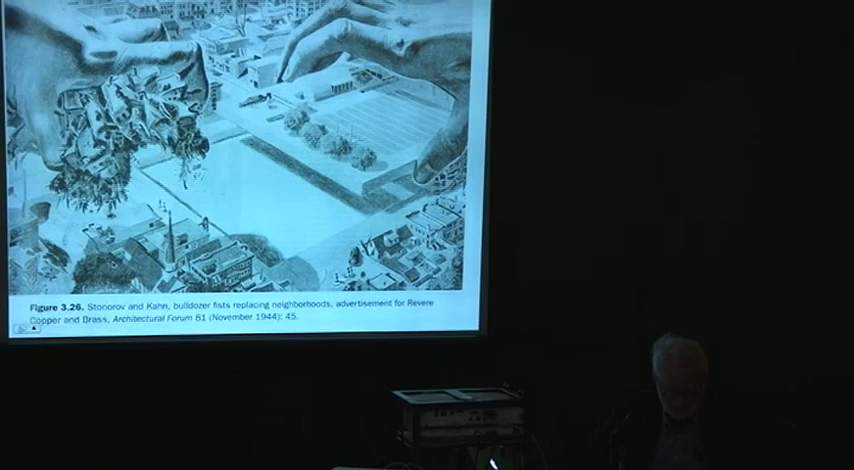 Figure 3.26. Stonorov and Kahn, bulldozer fists replacing neighborhoods, advertisement for Revere
Copper and Brass, Architectural Forum 81 (November 1944): 45.